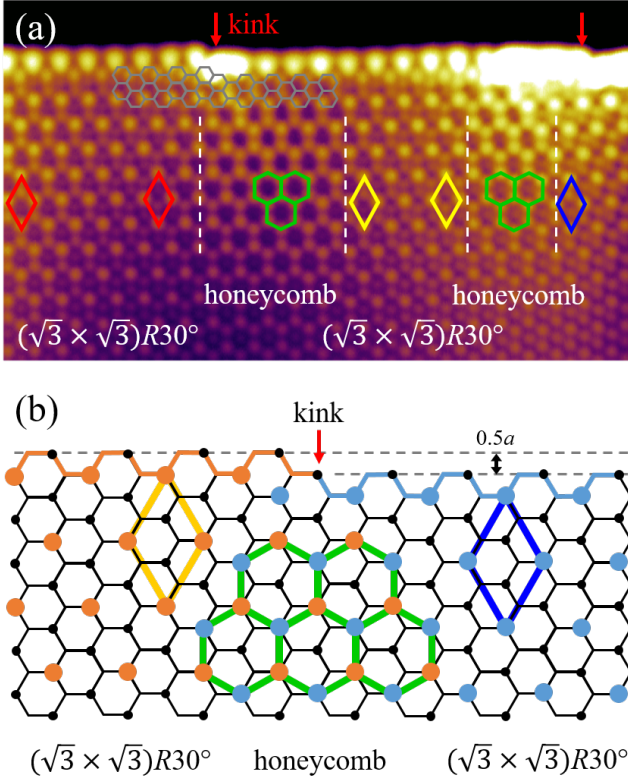 (a)
kink
honeycomb honeycomb
(√3 × √3)R30° (√3 × √3)R30°
(b)
kink
0.5a
(√3 × √3)R30° honeycomb (√3 × √3)R30°